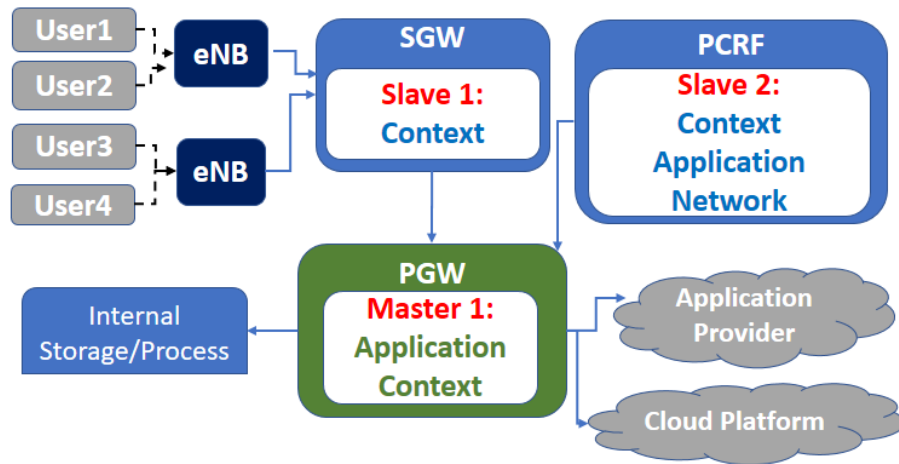 User1
User2
User3
User4
eNB
eNB
SGW
Slave 1:
Context
PCRF
Slave 2:
Context
Application
Network
PGW
Master 1:
Application
Context
Internal
Storage/Process
Application
Provider
Cloud Platform